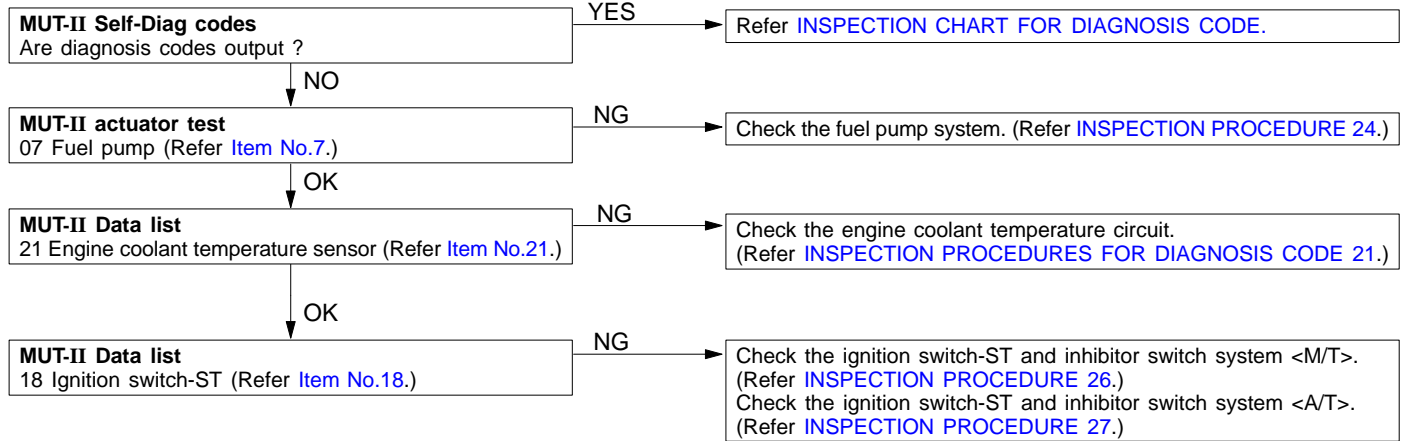 MUT-II Self-Diag codes
Are diagnosis codes output ?
YES
Refer INSPECTION CHART FOR DIAGNOSIS CODE.
NO
MUT-II actuator test
07 Fuel pump (Refer Item No.7.)
NG
Check the fuel pump system. (Refer INSPECTION PROCEDURE 24.)
OK
MUT-II Data list
21 Engine coolant temperature sensor (Refer Item No.21.)
NG
Check the engine coolant temperature circuit.
(Refer INSPECTION PROCEDURES FOR DIAGNOSIS CODE 21.)
OK
MUT-II Data list
18 Ignition switch-ST (Refer Item No.18.)
NG
Check the ignition switch-ST and inhibitor switch system <M/T>.
(Refer INSPECTION PROCEDURE 26.)
Check the ignition switch-ST and inhibitor switch system <A/T>.
(Refer INSPECTION PROCEDURE 27.)